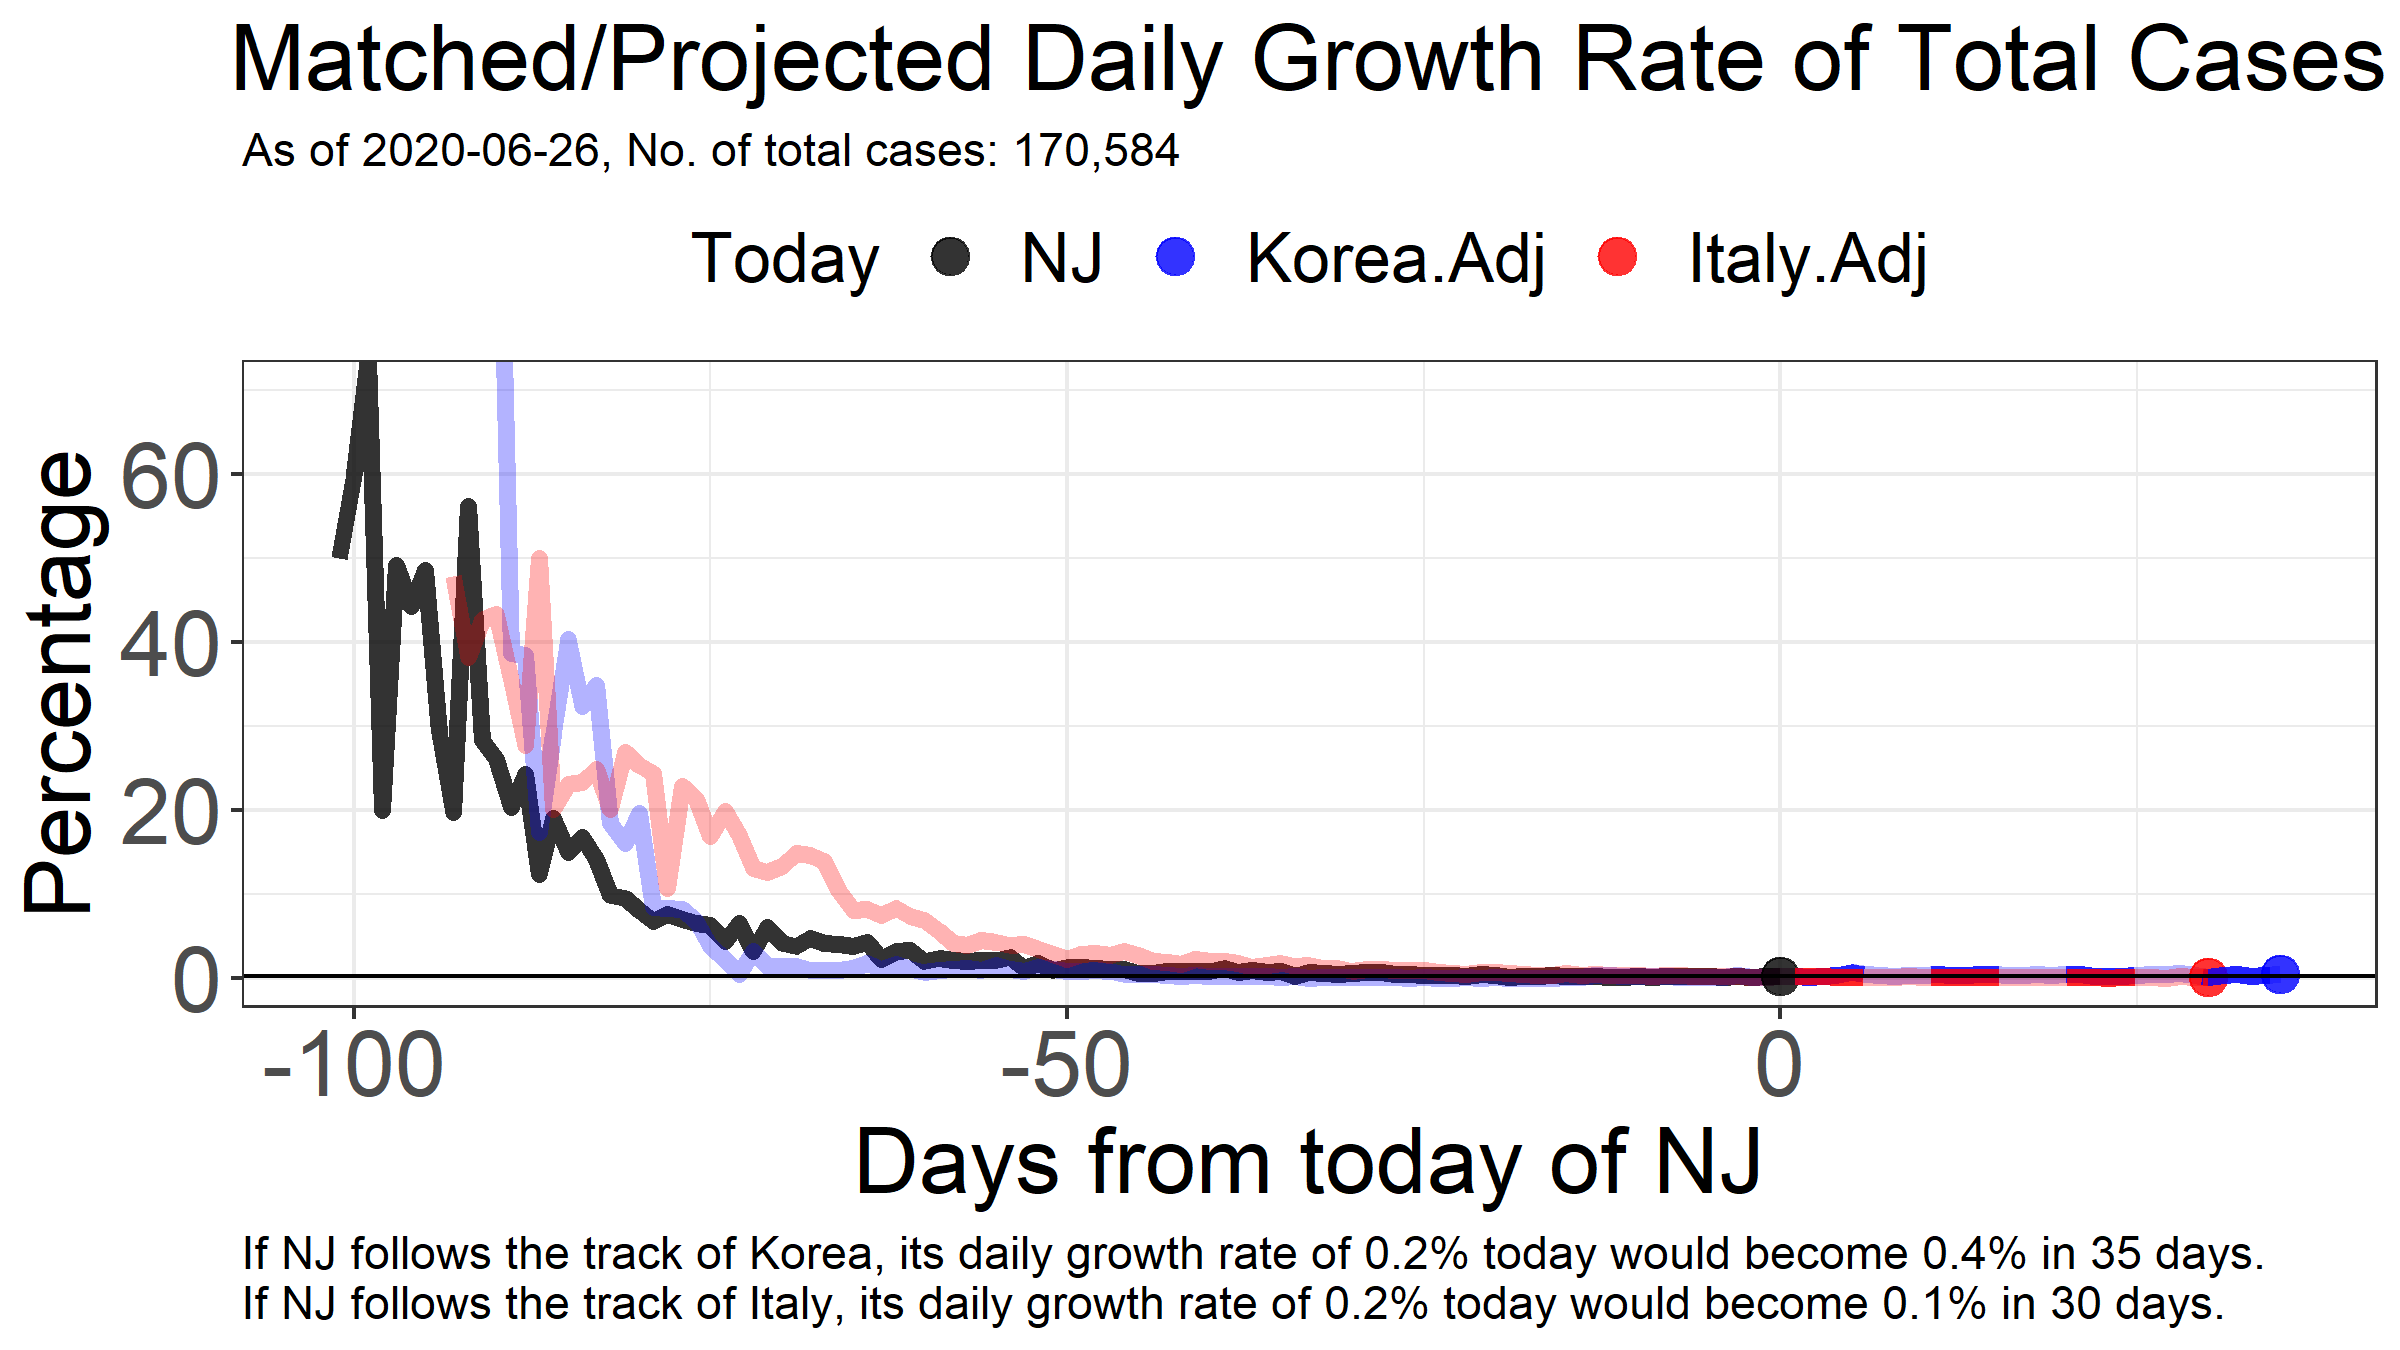 Matched/Projected Daily Growth Rate of Total Cases
As of 2020-06-26, No. of total cases: 170,584
Today NJ Korea.Adj Italy.Adj
Percentage
60
40
20
0
-100 -50 0
Days from today of NJ
If NJ follows the track of Korea, its daily growth rate of 0.2% today would become 0.4% in 35 days.
If NJ follows the track of Italy, its daily growth rate of 0.2% today would become 0.1% in 30 days.